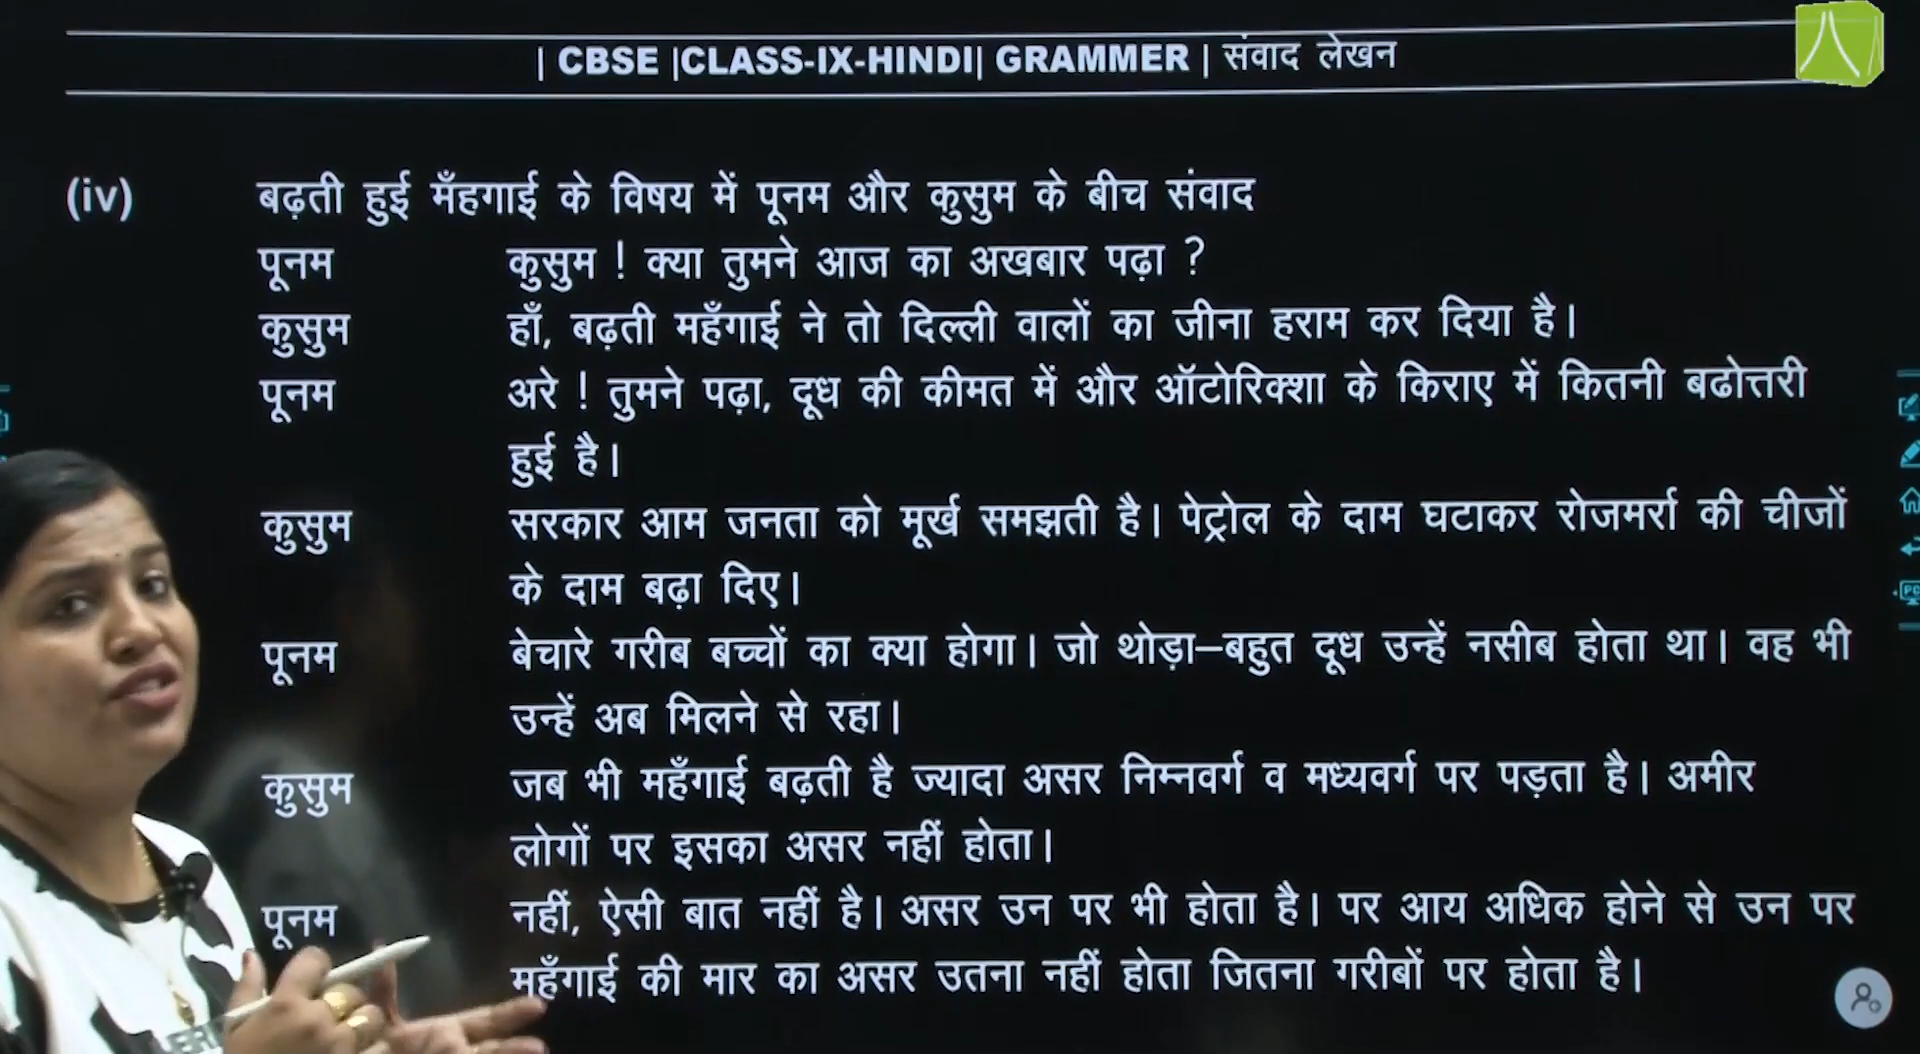 | CBSE |CLASS-IX-HINDI| GRAMMER | संवाद लेखन
(iv) बढ़ती हुई मँहगाई के विषय में पूनम और कुसुम के बीच संवाद
पूनम कुसुम ! क्या तुमने आज का अखबार पढ़ा ?
कुसुम हाँ, बढ़ती महँगाई ने तो दिल्ली वालों का जीना हराम कर दिया है।
पूनम अरे ! तुमने पढ़ा, दूध की कीमत में और ऑटोरिक्शा के किराए में कितनी बढोत्तरी
हुई है।
कुसुम सरकार आम जनता को मूर्ख समझती है। पेट्रोल के दाम घटाकर रोजमर्रा की चीजों
के दाम बढ़ा दिए।
पूनम बेचारे गरीब बच्चों का क्या होगा। जो थोड़ा–बहुत दूध उन्हें नसीब होता था। वह भी
उन्हें अब मिलने से रहा।
कुसुम जब भी महँगाई बढ़ती है ज्यादा असर निम्नवर्ग व मध्यवर्ग पर पड़ता है। अमीर
लोगों पर इसका असर नहीं होता।
पूनम नहीं, ऐसी बात नहीं है। असर उन पर भी होता है। पर आय अधिक होने से उन पर
महँगाई की मार का असर उतना नहीं होता जितना गरीबों पर होता है।
PC